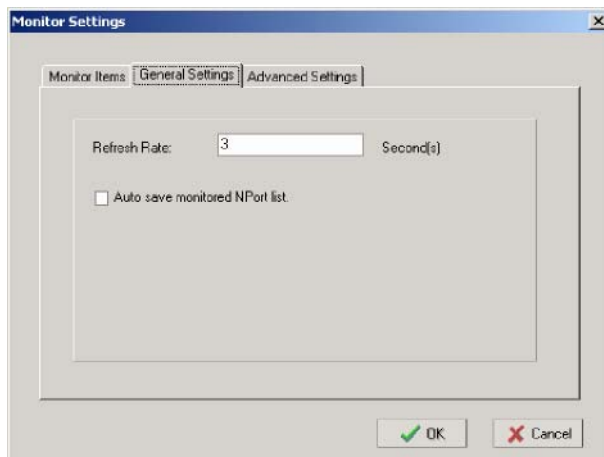 Monitor Settings
Monitor Items General Settings Advanced Settings
Refresh Rate: 3 Second(s)
Auto save monitored NPort list.
OK Cancel